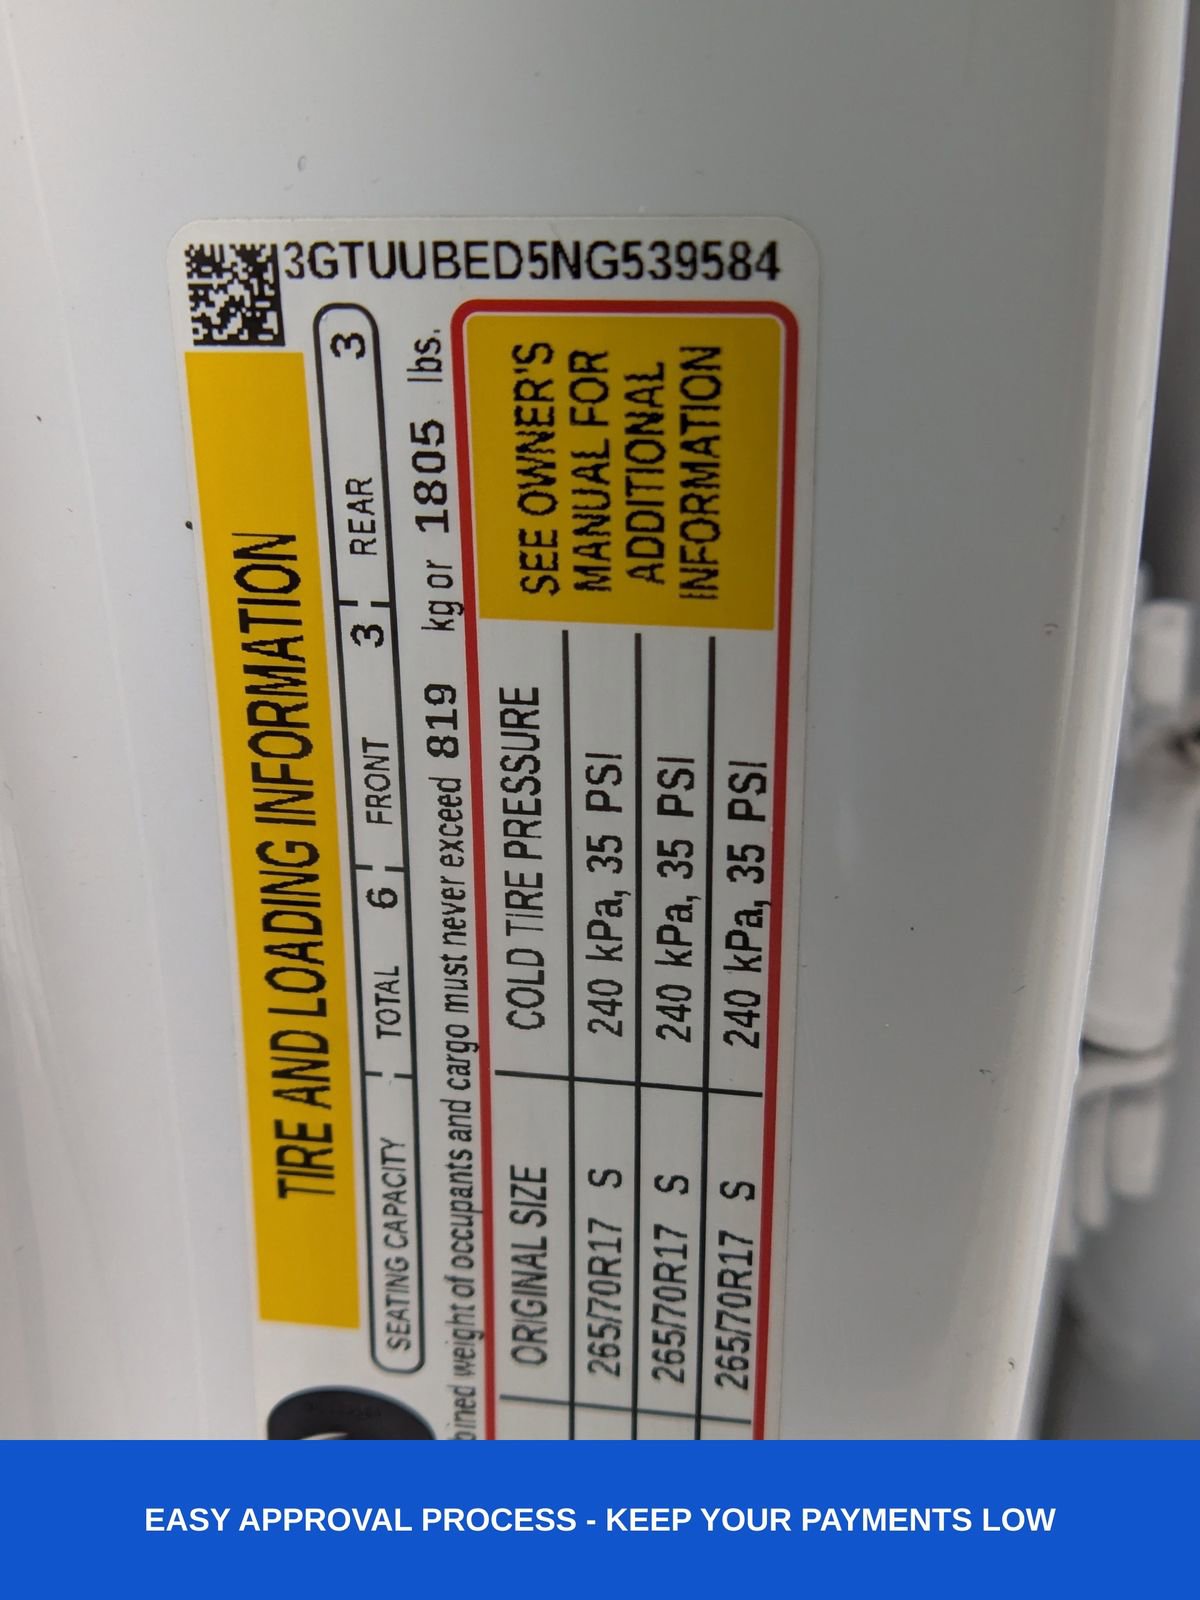 3GTUUBED5NG539584
TIRE AND LOADING INFORMATION
SEATING CAPACITY TOTAL 6 FRONT 3 REAR 3
weight of occupants and cargo must never exceed 819 kg or 1805 lbs.
ORIGINAL SIZE COLD TIRE PRESSURE
265/70R17 S 240 kPa, 35 PSI
265/70R17 S 240 kPa, 35 PSI
265/70R17 S 240 kPa, 35 PSI
SEE OWNER'S
MANUAL FOR
ADDITIONAL
INFORMATION
EASY APPROVAL PROCESS - KEEP YOUR PAYMENTS LOW